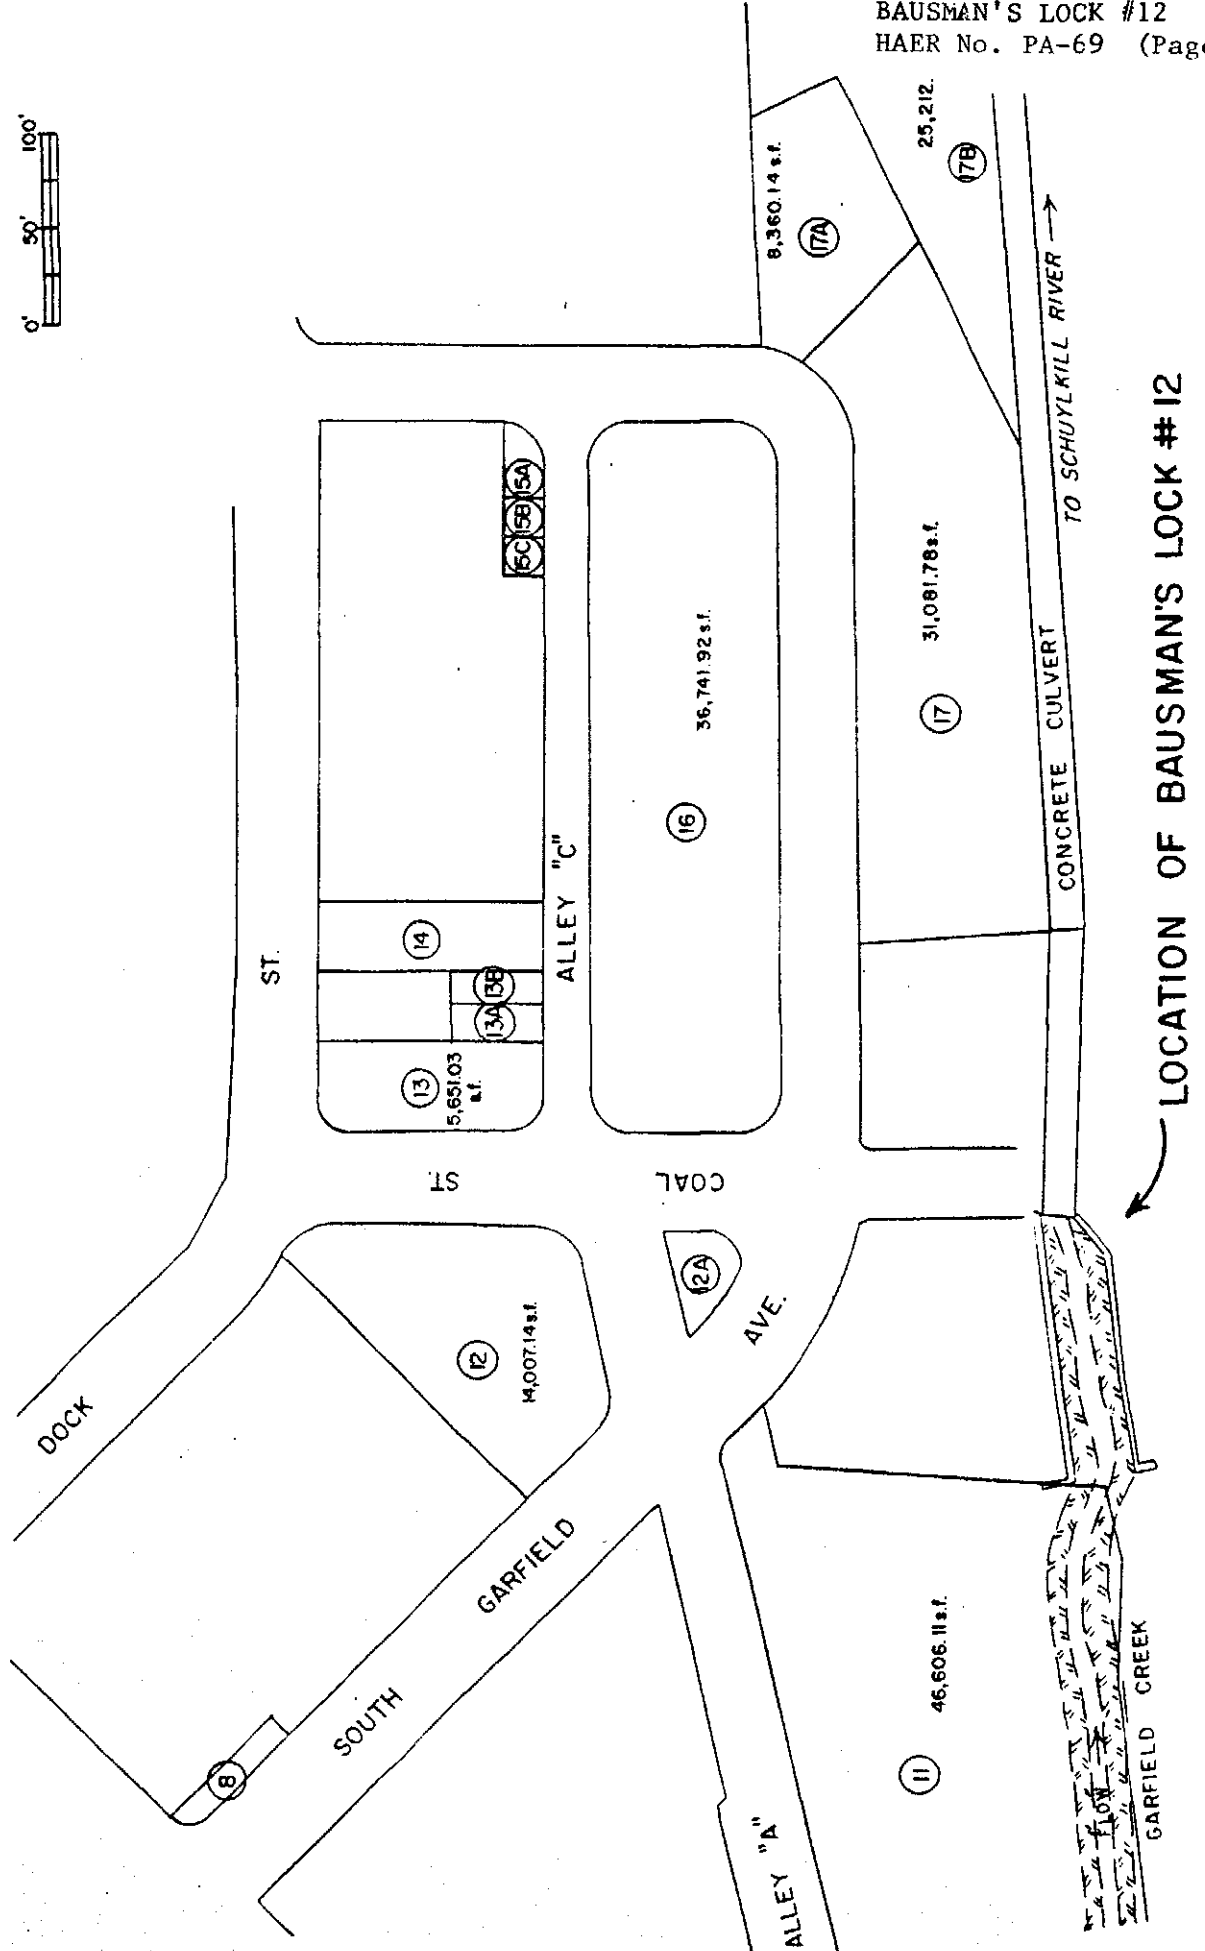 BAUSMAN'S LOCK #12
HAER No. PA-69 (Page
0' 50' 100'
8,360.14 s.f.
17A
25,212.
17B
TO SCHUYLKILL RIVER
15A
15B
15C
36,741.92 s.f.
16
31,081.78 s.f.
17
CONCRETE CULVERT
LOCATION OF BAUSMAN'S LOCK #12
ST.
14
13B
13A
ALLEY "C"
13
5,651.03
s.f.
COAL ST.
12A
AVE.
12
14,007.14 s.f.
DOCK
SOUTH GARFIELD
8
46,606.11 s.f.
11
ALLEY "A"
FLOW
GARFIELD CREEK